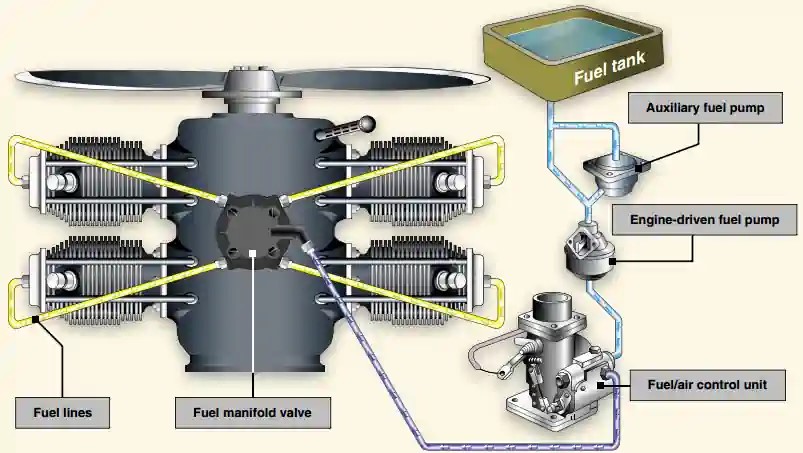 Fuel tank
Auxiliary fuel pump
Engine-driven fuel pump
Fuel/air control unit
Fuel lines
Fuel manifold valve